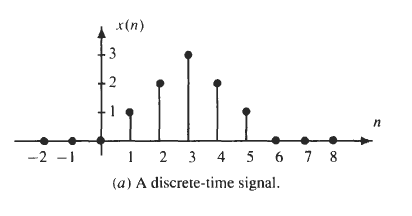 x(n)
3
2
1
n
-2 -1 1 2 3 4 5 6 7 8
(a) A discrete-time signal.